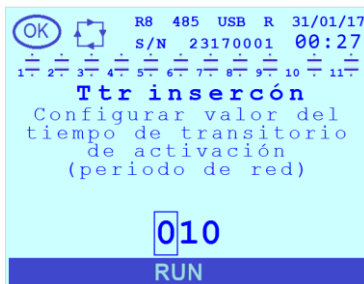 OK R8 485 USB R 31/01/17
S/N 23170001 00:27
1 2 3 4 5 6 7 8 9 10 11
Ttr insercón
Configurar valor del
tiempo de transitorio
de activación
(periodo de red)
010
RUN